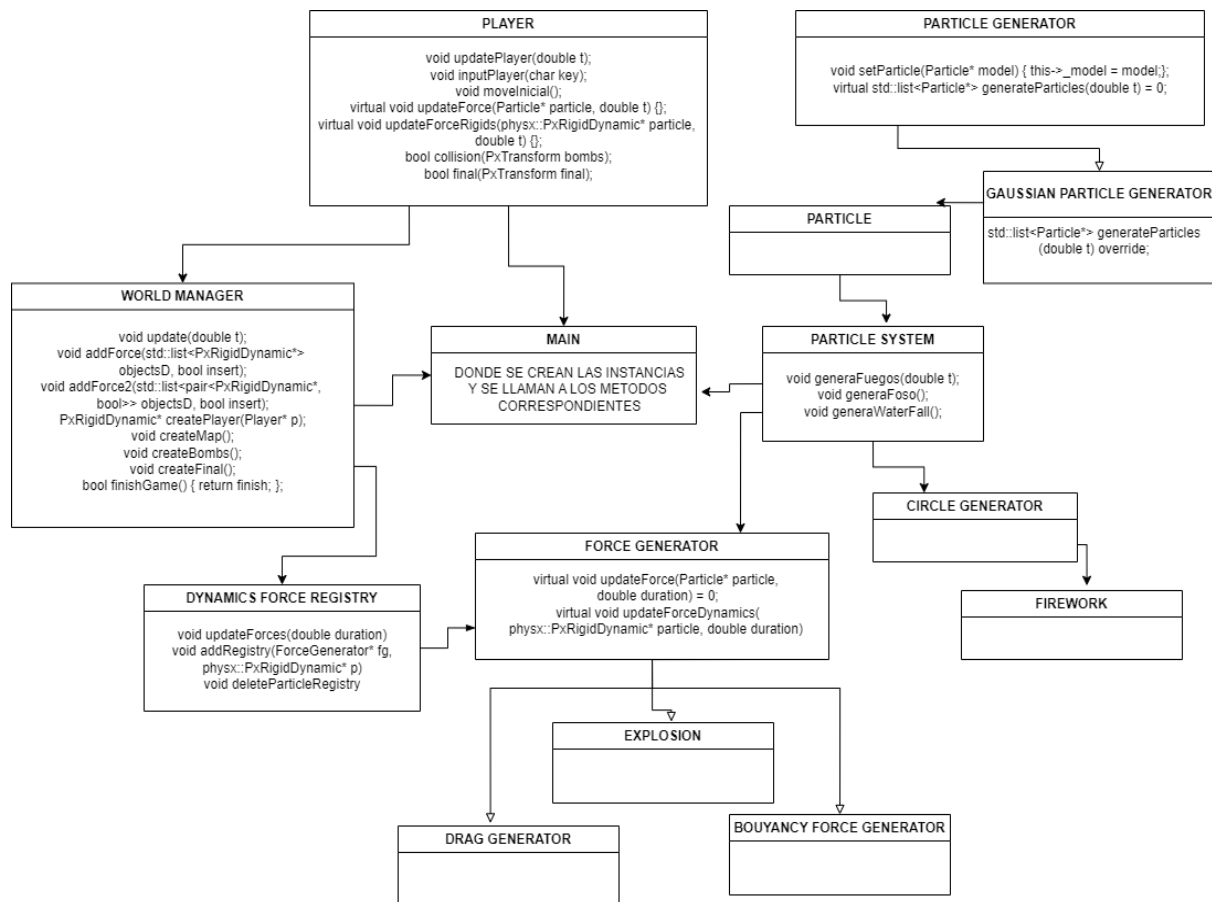 PLAYER
void updatePlayer(double t);
void inputPlayer(char key);
void moveInicial();
virtual void updateForce(Particle* particle, double t) {};
virtual void updateForceRigids(physx::PxRigidDynamic* particle,
double t) {};
bool collision(PxTransform bombs);
bool final(PxTransform final);
PARTICLE GENERATOR
void setParticle(Particle* model) { this->_model = model;};
virtual std::list<Particle*> generateParticles(double t) = 0;
GAUSSIAN PARTICLE GENERATOR
std::list<Particle*> generateParticles
(double t) override;
PARTICLE
WORLD MANAGER
void update(double t);
void addForce(std::list<PxRigidDynamic*>
objectsD, bool insert);
void addForce2(std::list<pair<PxRigidDynamic*,
bool>> objectsD, bool insert);
PxRigidDynamic* createPlayer(Player* p);
void createMap();
void createBombs();
void createFinal();
bool finishGame() { return finish; };
MAIN
DONDE SE CREAN LAS INSTANCIAS
Y SE LLAMAN A LOS METODOS
CORRESPONDIENTES
PARTICLE SYSTEM
void generaFuegos(double t);
void generaFoso();
void generaWaterFall();
CIRCLE GENERATOR
FORCE GENERATOR
virtual void updateForce(Particle* particle,
double duration) = 0;
virtual void updateForceDynamics(
physx::PxRigidDynamic* particle, double duration)
DYNAMICS FORCE REGISTRY
void updateForces(double duration)
void addRegistry(ForceGenerator* fg,
physx::PxRigidDynamic* p)
void deleteParticleRegistry
FIREWORK
EXPLOSION
DRAG GENERATOR
BOUYANCY FORCE GENERATOR